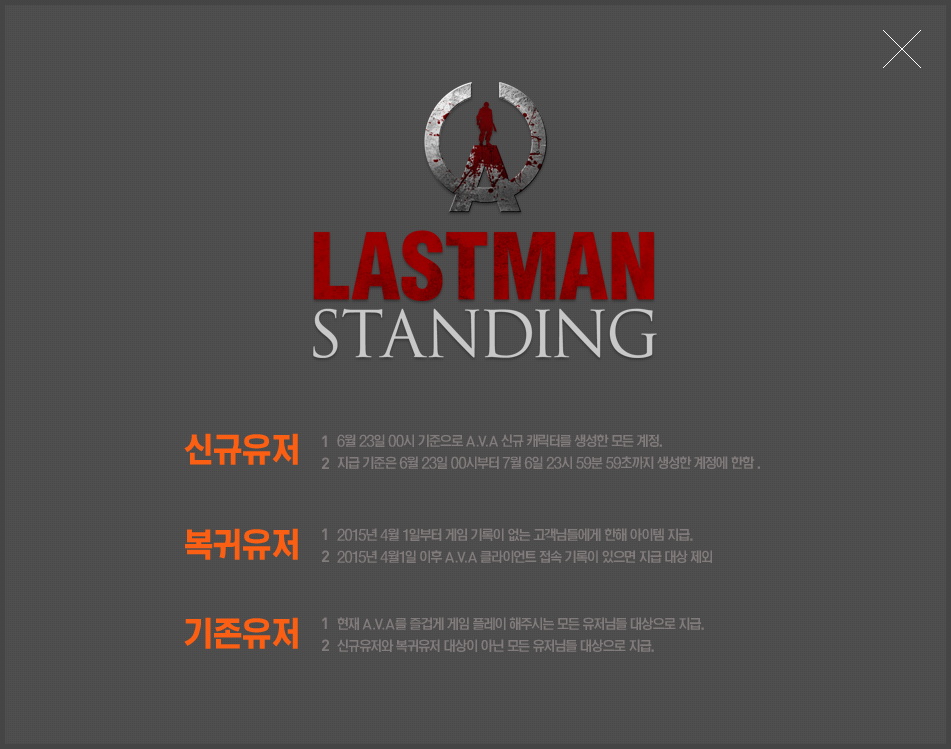 LASTMAN
STANDING
신규유저
1 6월 23일 00시 기준으로 A.V.A 신규 캐릭터를 생성한 모든 계정.
2 지급 기준은 6월 23일 00시부터 7월 6일 23시 59분 59초까지 생성한 계정에 한함 .
복귀유저
1 2015년 4월 1일부터 게임 기록이 없는 고객님들에게 한해 아이템 지급.
2 2015년 4월1일 이후 A.V.A 클라이언트 접속 기록이 있으면 지급 대상 제외
기존유저
1 현재 A.V.A를 즐겁게 게임 플레이 해주시는 모든 유저님들 대상으로 지급.
2 신규유저와 복귀유저 대상이 아닌 모든 유저님들 대상으로 지급.